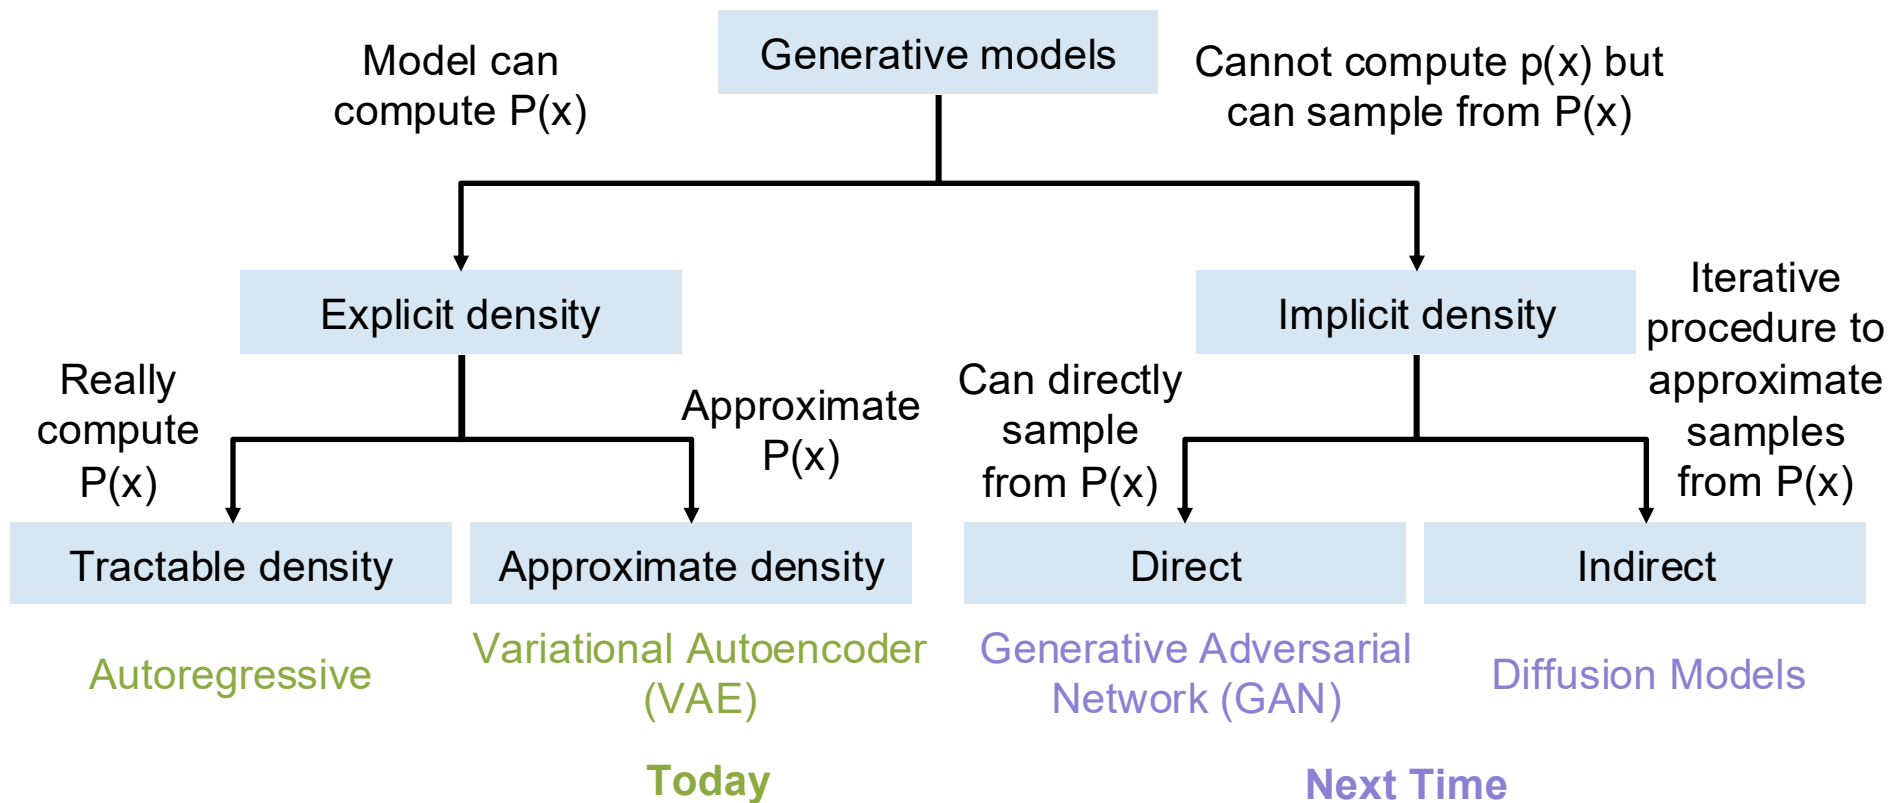 Generative models
Model can
compute P(x)
Cannot compute p(x) but
can sample from P(x)
Explicit density
Implicit density
Really
compute
P(x)
Approximate
P(x)
Can directly
sample
from P(x)
Iterative
procedure to
approximate
samples
from P(x)
Tractable density
Approximate density
Direct
Indirect
Autoregressive
Variational Autoencoder
(VAE)
Generative Adversarial
Network (GAN)
Diffusion Models
Today
Next Time